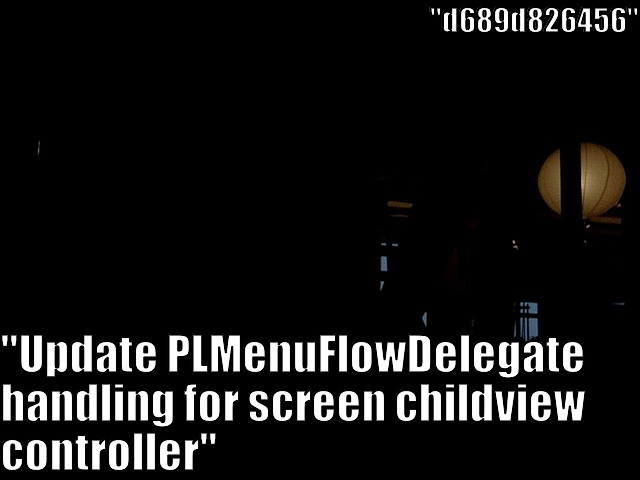 "d689d826456"
"Update PLMenuFlowDelegate
handling for screen childview
controller"